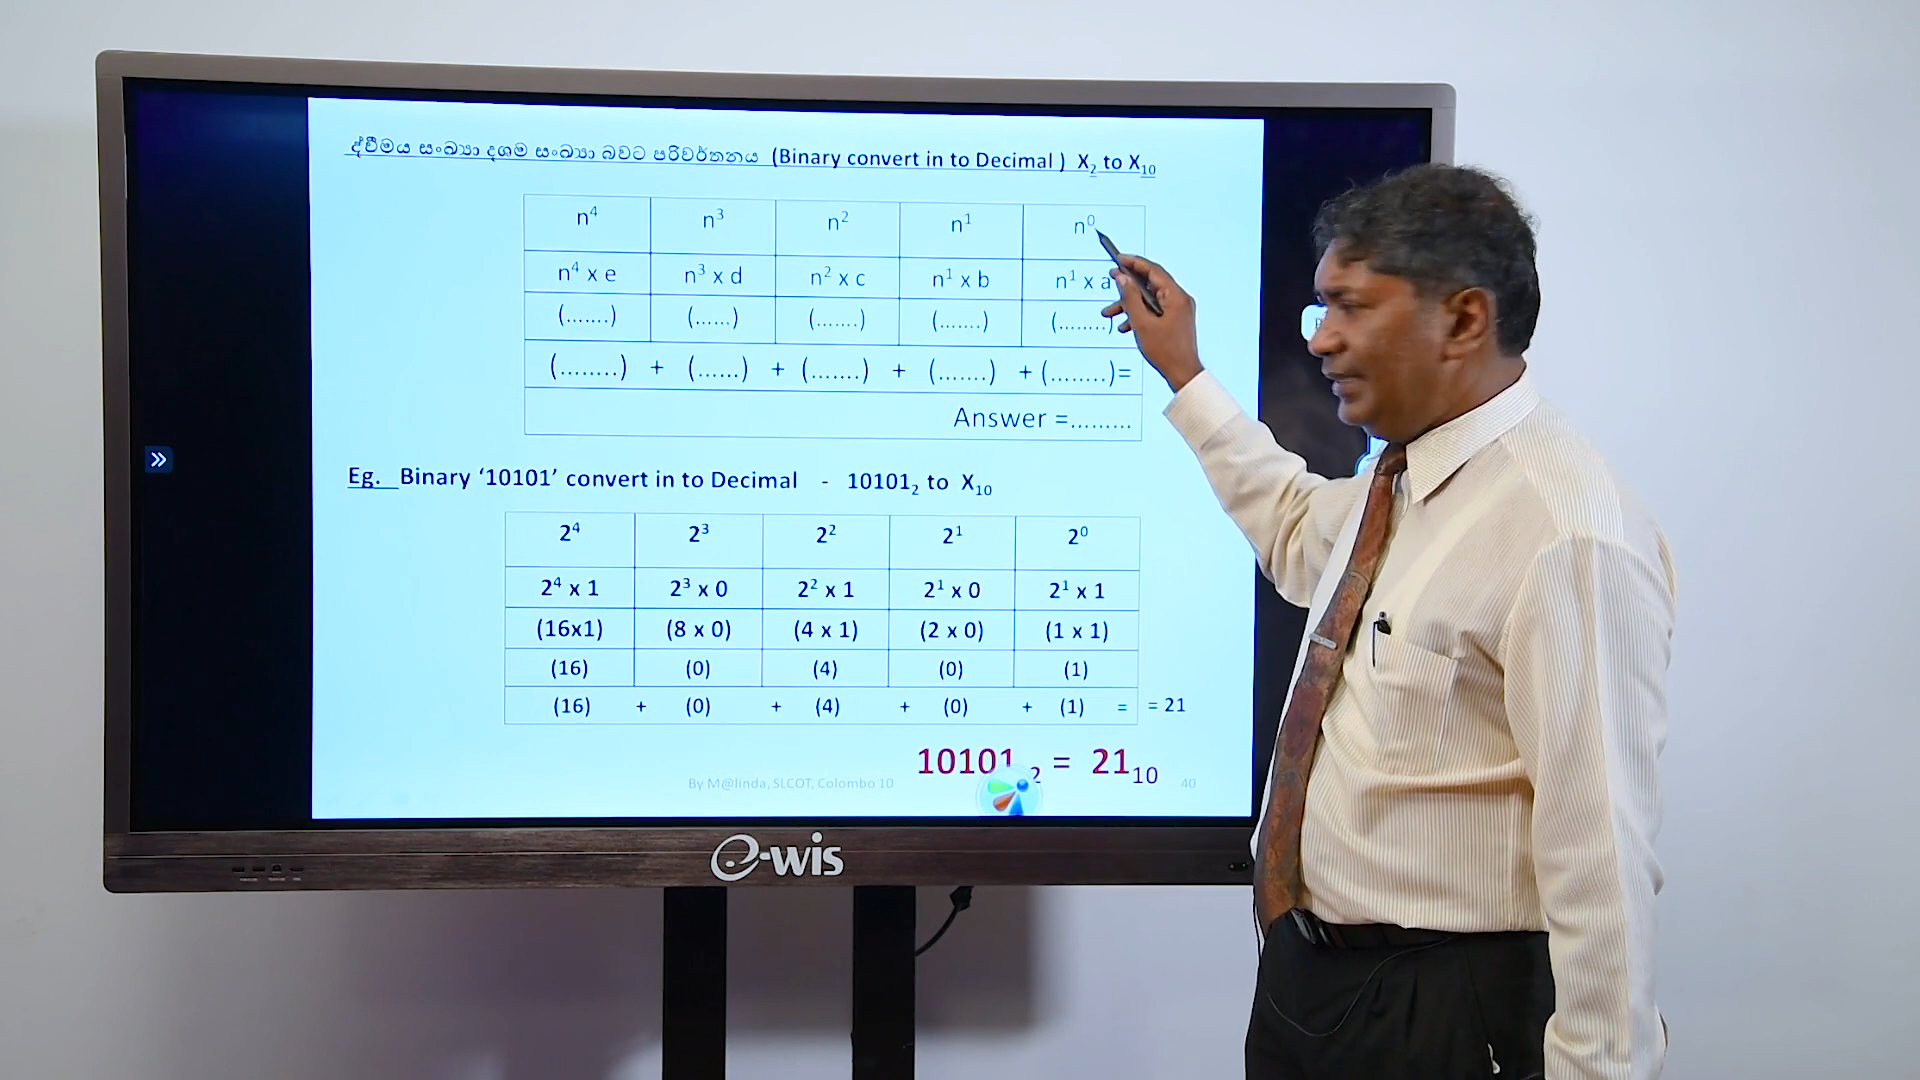 ද්වීමය සංඛ්‍යා දශම සංඛ්‍යා බවට පරිවර්තනය (Binary convert in to Decimal ) X₂ to X₁₀
n⁴ n³ n² n¹ n⁰
n⁴ x e n³ x d n² x c n¹ x b n¹ x a
(.......) (......) (.......) (.......) (........)
(........) + (......) + (.......) + (.......) + (........)=
Answer =.........
Eg. Binary ‘10101’ convert in to Decimal - 10101₂ to X₁₀
2⁴ 2³ 2² 2¹ 2⁰
2⁴ x 1 2³ x 0 2² x 1 2¹ x 0 2¹ x 1
(16x1) (8 x 0) (4 x 1) (2 x 0) (1 x 1)
(16) (0) (4) (0) (1)
(16) + (0) + (4) + (0) + (1) = = 21
10101₂ = 21₁₀
By M@linda, SLCOT, Colombo 10 40
e-wis